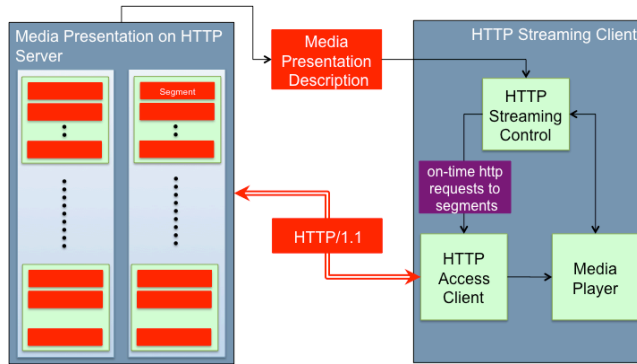 Media Presentation on HTTP
Server
Segment
Media
Presentation
Description
HTTP/1.1
HTTP Streaming Client
HTTP
Streaming
Control
on-time http
requests to
segments
HTTP
Access
Client
Media
Player